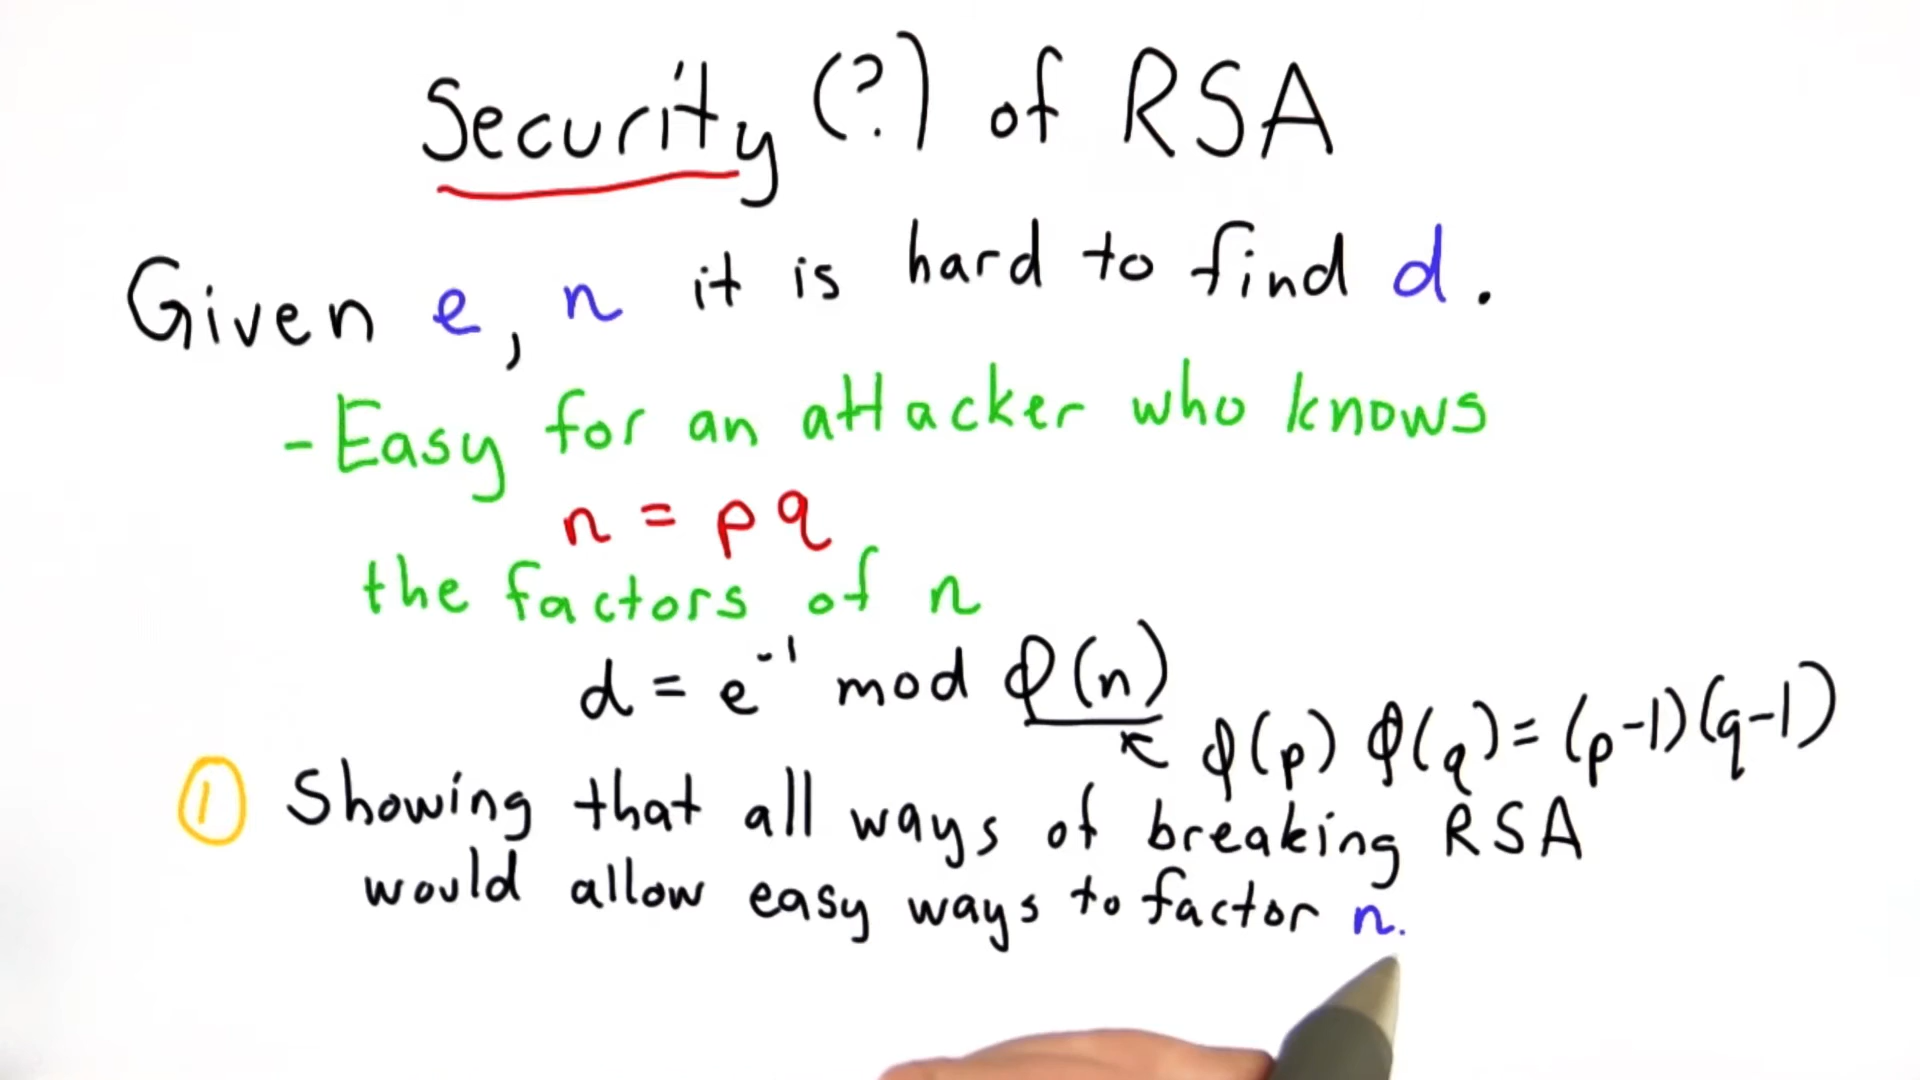 Security (?) of RSA
Given e, n it is hard to find d.
- Easy for an attacker who knows
n = pq
the factors of n
d = e⁻¹ mod Φ(n)
Φ(p) Φ(q) = (p-1)(q-1)
① Showing that all ways of breaking RSA
would allow easy ways to factor n.